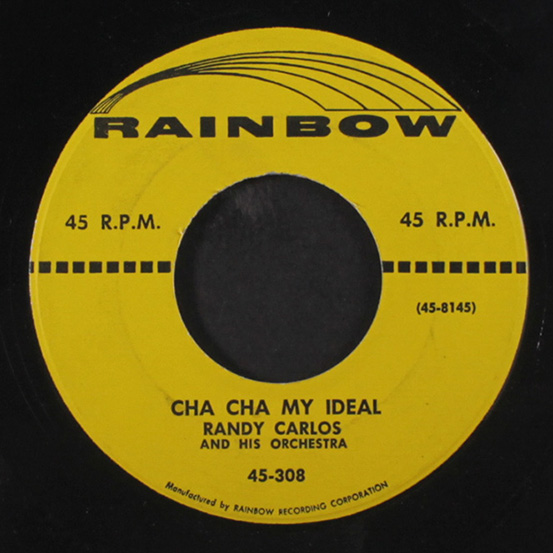 RAINBOW
45 R.P.M.
45 R.P.M.
(45-8145)
CHA CHA MY IDEAL
RANDY CARLOS
AND HIS ORCHESTRA
45-308
Manufactured by RAINBOW RECORDING CORPORATION